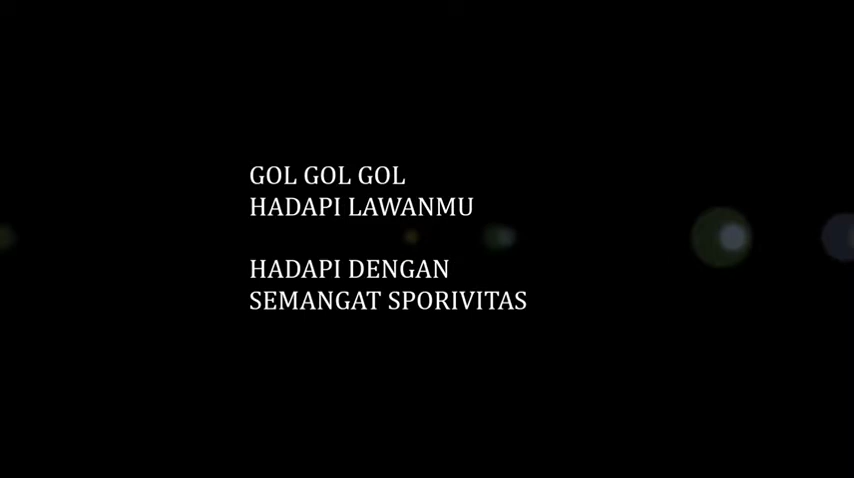 GOL GOL GOL
HADAPI LAWANMU
HADAPI DENGAN
SEMANGAT SPORIVITAS